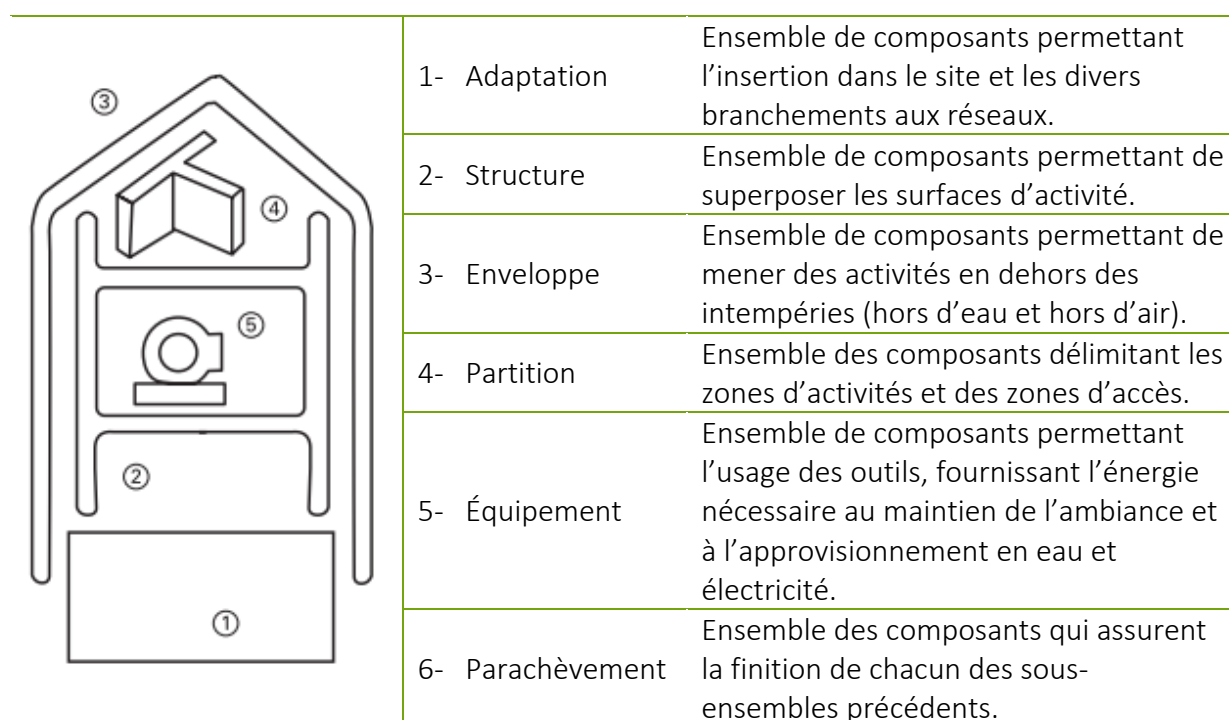 ③
④
⑤
②
①
1- Adaptation
Ensemble de composants permettant
l’insertion dans le site et les divers
branchements aux réseaux.
2- Structure
Ensemble de composants permettant de
superposer les surfaces d’activité.
3- Enveloppe
Ensemble de composants permettant de
mener des activités en dehors des
intempéries (hors d’eau et hors d’air).
4- Partition
Ensemble des composants délimitant les
zones d’activités et des zones d’accès.
5- Équipement
Ensemble de composants permettant
l’usage des outils, fournissant l’énergie
nécessaire au maintien de l’ambiance et
à l’approvisionnement en eau et
électricité.
6- Parachèvement
Ensemble des composants qui assurent
la finition de chacun des sous-
ensembles précédents.